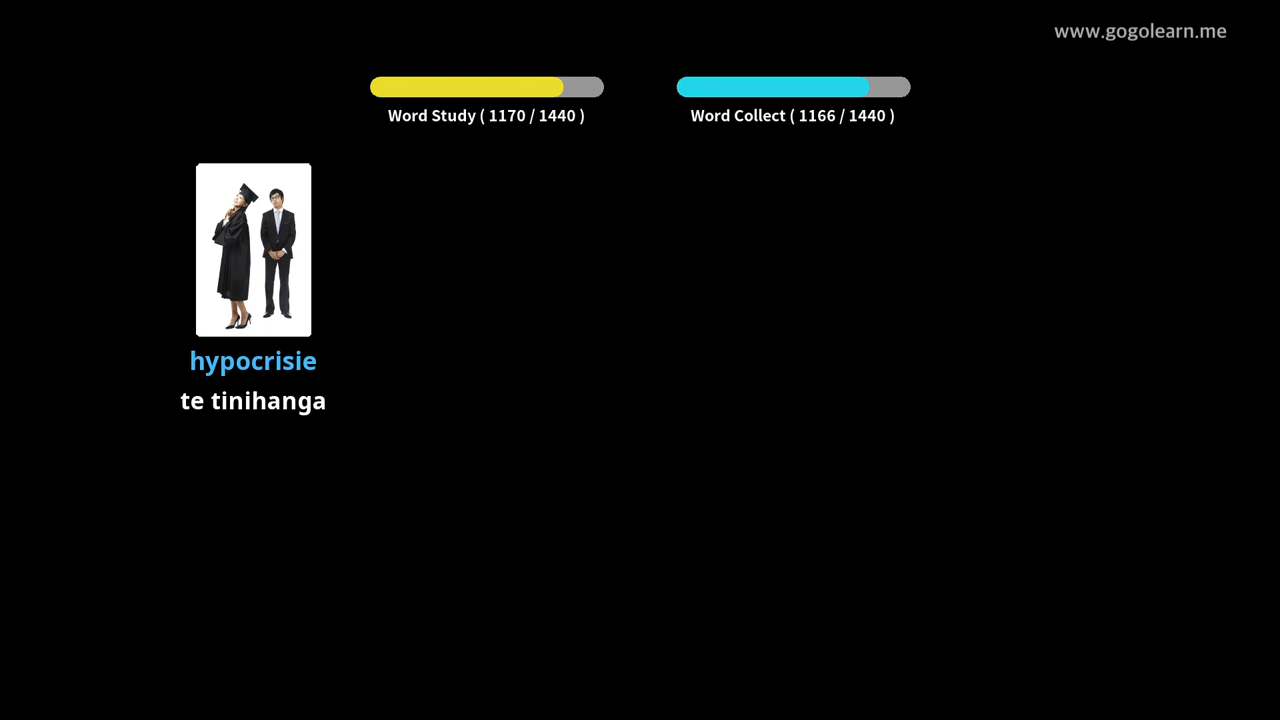 www.gogolearn.me
Word Study ( 1170 / 1440 )
Word Collect ( 1166 / 1440 )
hypocrisie
te tinihanga